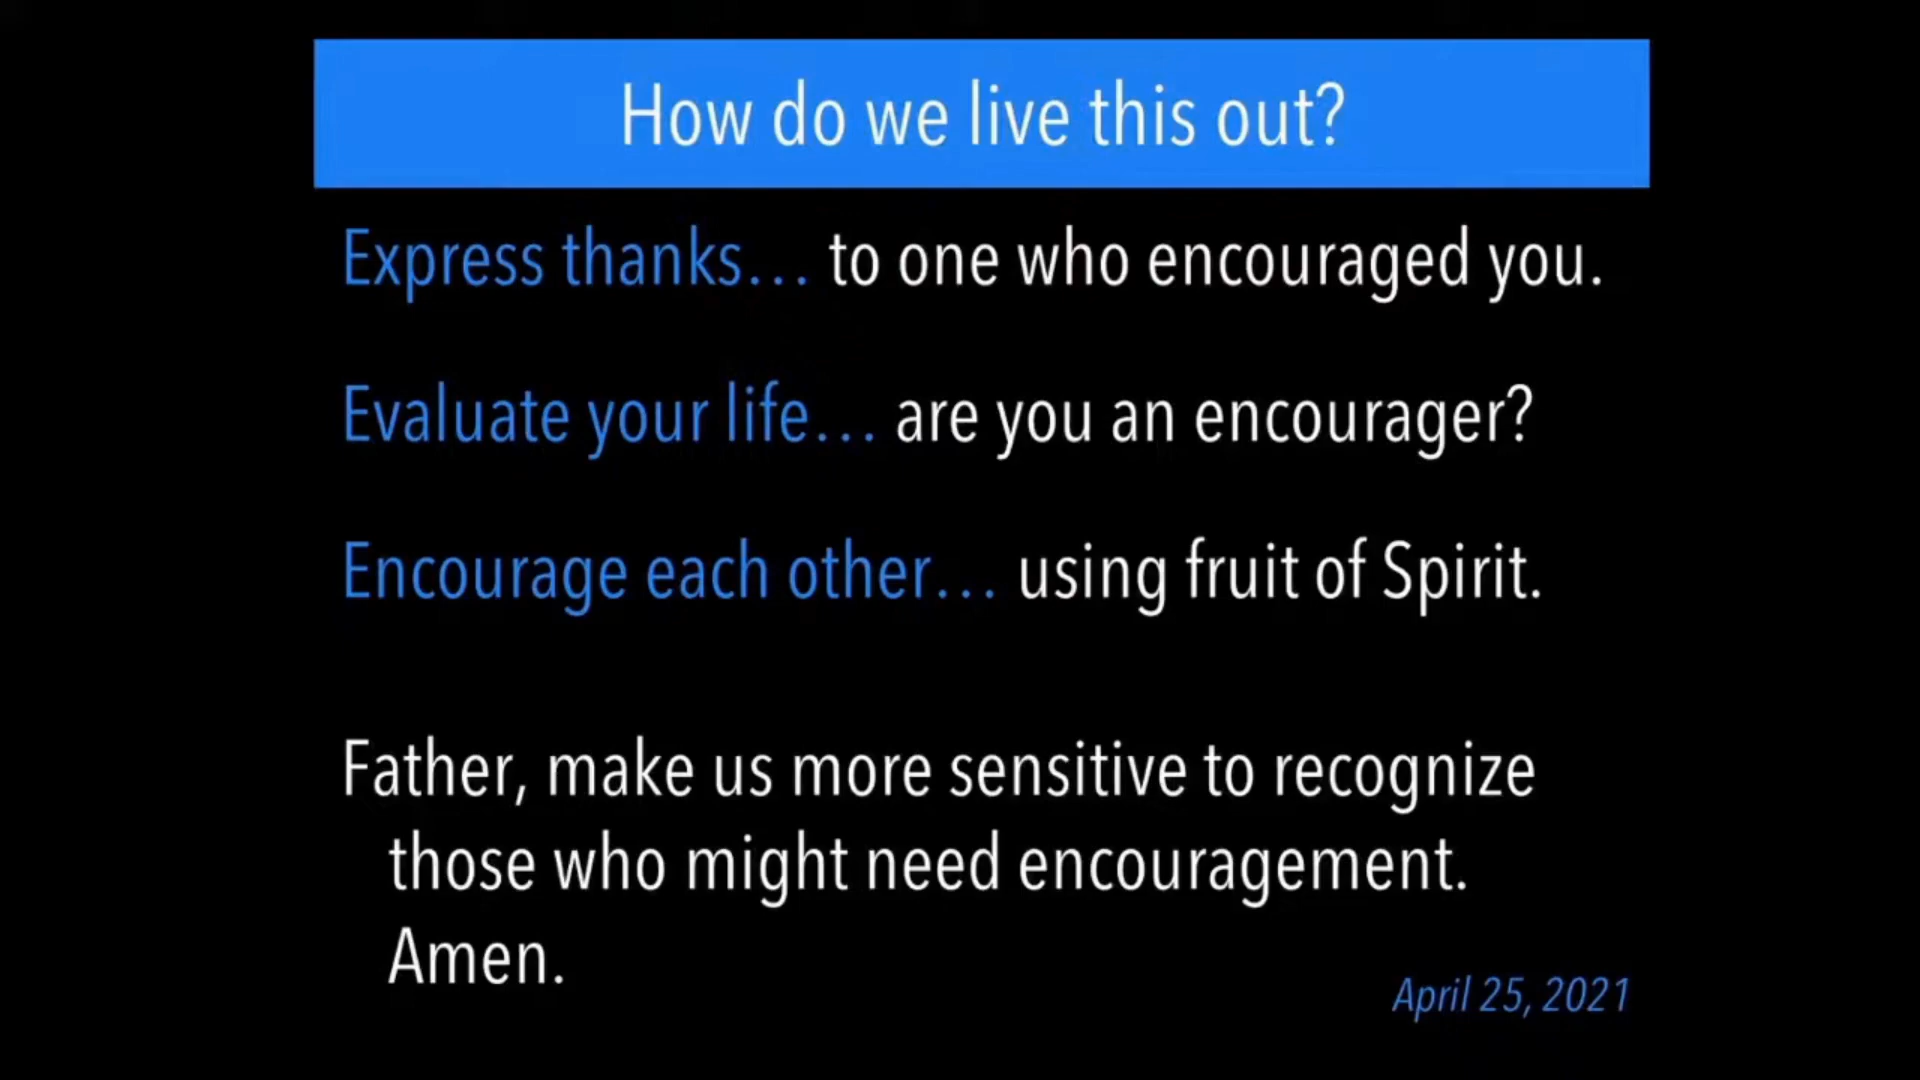 How do we live this out?
Express thanks... to one who encouraged you.
Evaluate your life... are you an encourager?
Encourage each other... using fruit of Spirit.
Father, make us more sensitive to recognize
those who might need encouragement.
Amen.
April 25, 2021